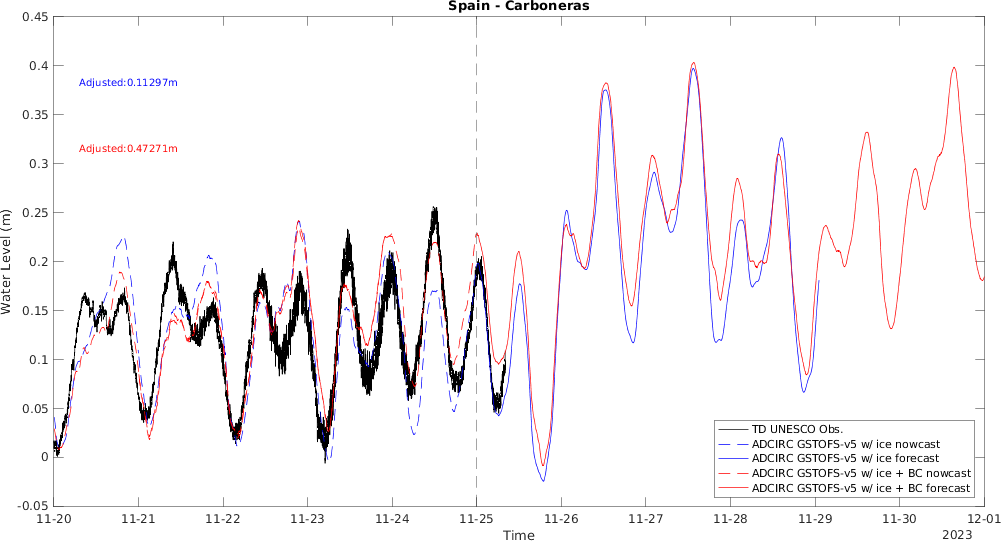 Spain - Carboneras
0.45
0.4
0.35
0.3
0.25
0.2
0.15
0.1
0.05
0
-0.05
Water Level (m)
Adjusted:0.11297m
Adjusted:0.47271m
TD UNESCO Obs.
ADCIRC GSTOFS-v5 w/ ice nowcast
ADCIRC GSTOFS-v5 w/ ice forecast
ADCIRC GSTOFS-v5 w/ ice + BC nowcast
ADCIRC GSTOFS-v5 w/ ice + BC forecast
11-20 11-21 11-22 11-23 11-24 11-25 11-26 11-27 11-28 11-29 11-30 12-01
Time
2023